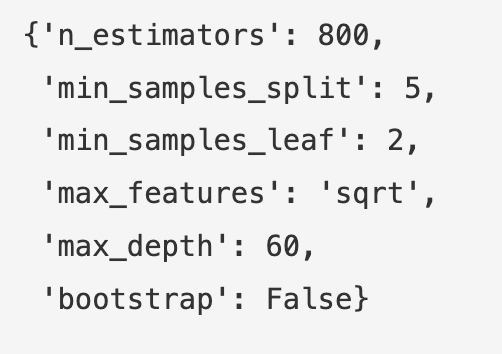 {'n_estimators': 800,
 'min_samples_split': 5,
 'min_samples_leaf': 2,
 'max_features': 'sqrt',
 'max_depth': 60,
 'bootstrap': False}